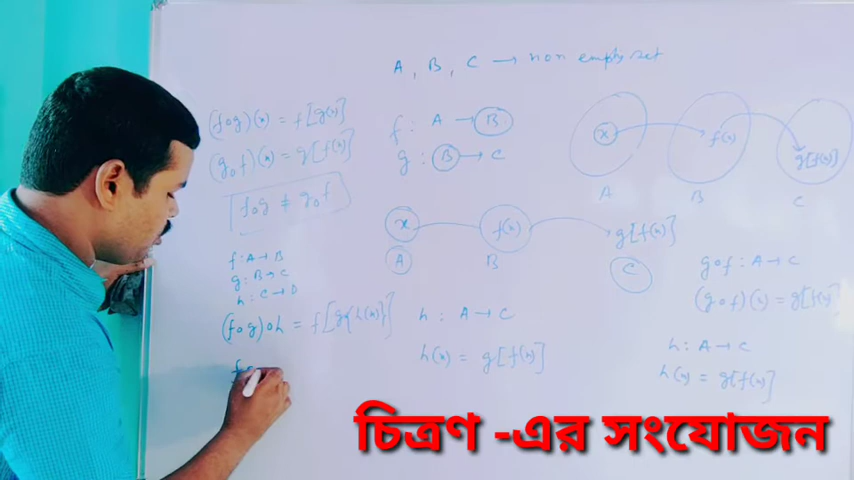 A, B, C → non empty set
(fog)(x) = f[g(x)]
(gof)(x) = g[f(x)]
fog ≠ gof
f: A → B
g: B → C
x f(x) g[f(x)]
A B C
x f(x) g[f(x)]
A B C
f: A → B
g: B → C
h: C → D
(fog)oh = f[g{h(x)}]
h: A → C
h(x) = g[f(x)]
gof: A → C
(gof)(x) = g[f(x)]
h: A → C
h(x) = g[f(x)]
চিত্রণ -এর সংযোজন